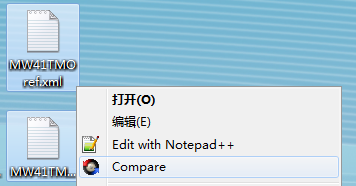 MW41TMO
ref.xml
MW41TM...
打开(O)
编辑(E)
Edit with Notepad++
Compare